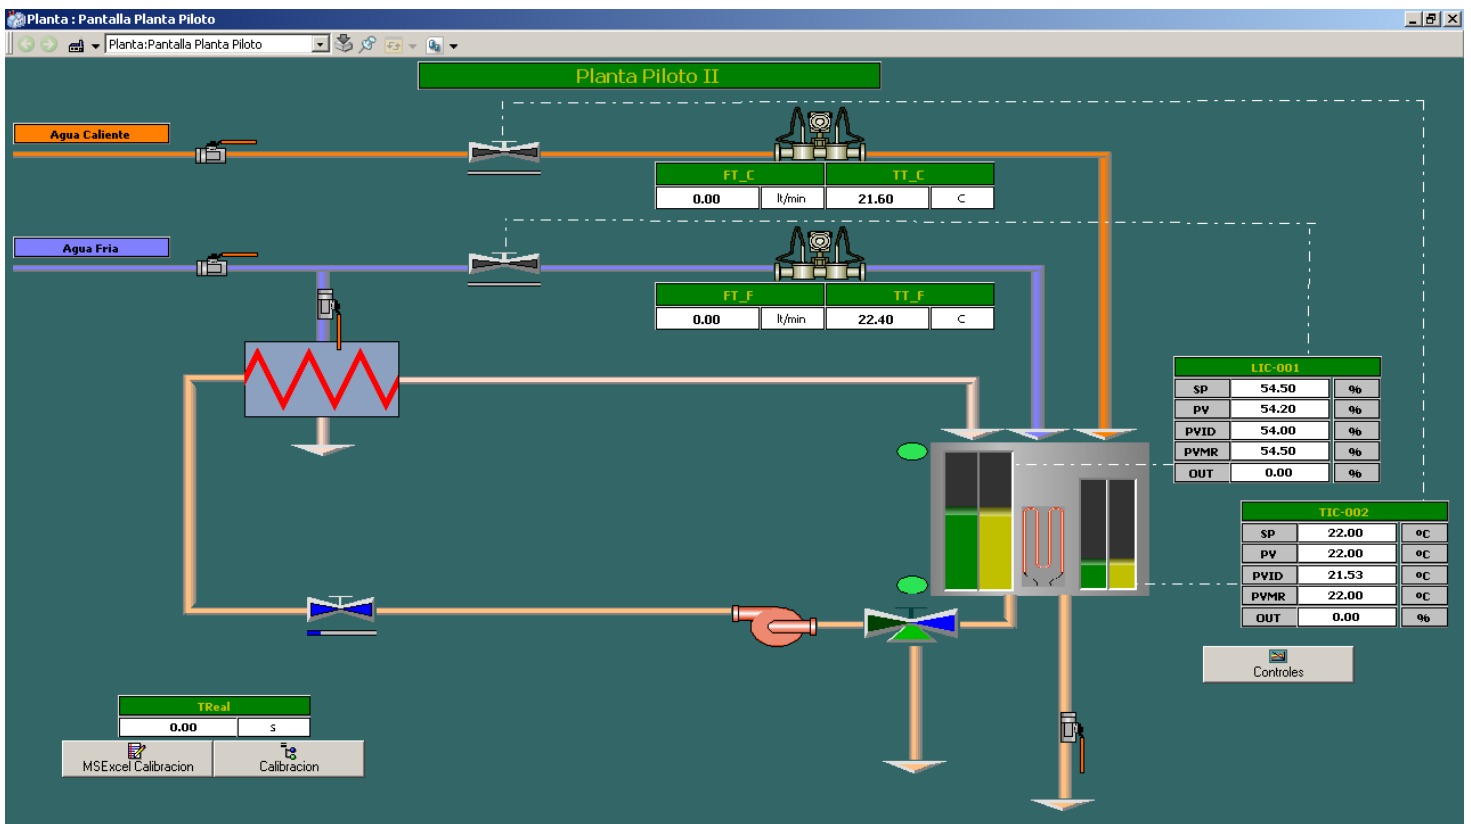 Planta : Pantalla Planta Piloto
Planta:Pantalla Planta Piloto
Planta Piloto II
Agua Caliente
FT_C TT_C
0.00 lt/min 21.60 C
Agua Fria
FT_F TT_F
0.00 lt/min 22.40 C
LIC-001
SP 54.50 %
PV 54.20 %
PVID 54.00 %
PVMR 54.50 %
OUT 0.00 %
TIC-002
SP 22.00 ºC
PV 22.00 ºC
PVID 21.53 ºC
PVMR 22.00 ºC
OUT 0.00 %
Controles
TReal
0.00 s
MSExcel Calibracion Calibracion